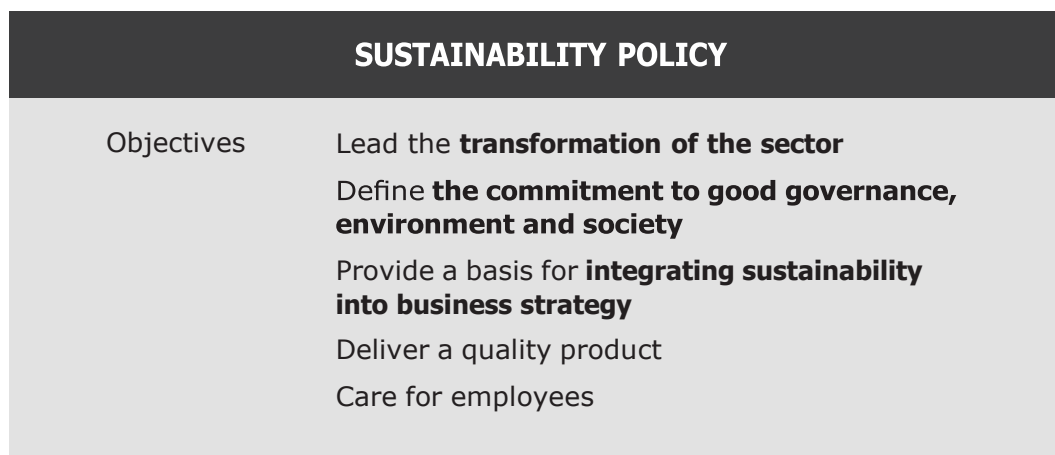 SUSTAINABILITY POLICY
Objectives
Lead the transformation of the sector
Define the commitment to good governance,
environment and society
Provide a basis for integrating sustainability
into business strategy
Deliver a quality product
Care for employees